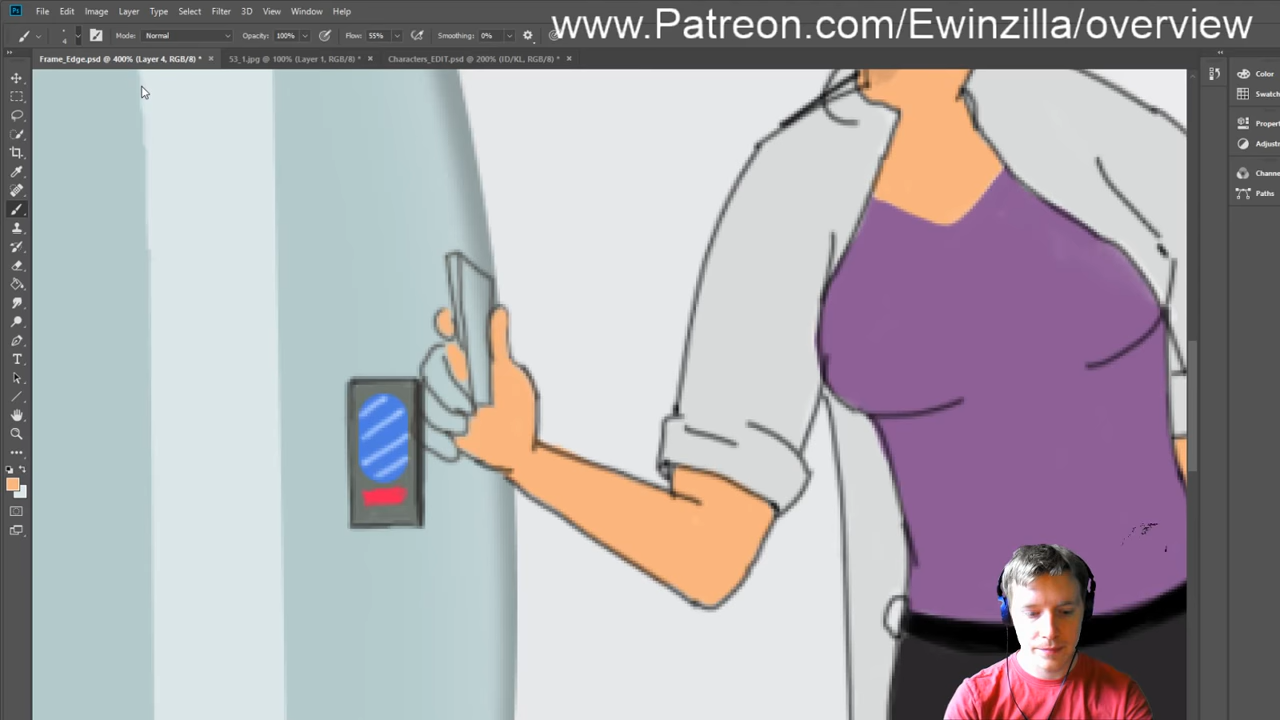 File Edit Image Layer Type Select Filter 3D View Window Help
www.Patreon.com/Ewinzilla/overview
4 Mode: Normal Opacity: 100% Flow: 55% Smoothing: 0%
Frame_Edge.psd @ 400% (Layer 4, RGB/8) * 53_1.jpg @ 100% (Layer 1, RGB/8) * Characters_EDIT.psd @ 200% (ID/KL, RGB/8) *
Color
Swatch
Propert
Adjustr
Channe
Paths